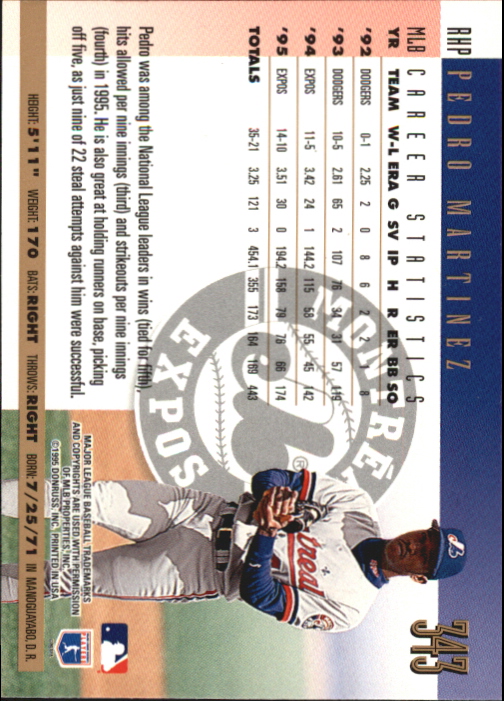 RHP PEDRO MARTINEZ 343
MLB CAREER STATISTICS
YR TEAM W-L ERA G SV IP H R ER BB SO
'92 DODGERS 0-1 2.25 2 0 8 6 2 2 1 8
'93 DODGERS 10-5 2.61 65 2 107 76 34 31 57 119
'94 EXPOS 11-5 3.42 24 1 144.2 115 58 55 45 142
'95 EXPOS 14-10 3.51 30 0 194.2 158 79 76 66 174
TOTALS 35-21 3.25 121 3 454.1 355 173 164 169 443
MONTRÉ
EXPOS
treal
Pedro was among the National League leaders in wins (tied for fifth),
hits allowed per nine innings (third) and strikeouts per nine innings
(fourth) in 1995. He is also great at holding runners on base, picking
off five, as just nine of 22 steal attempts against him were successful.
MAJOR LEAGUE BASEBALL TRADEMARKS
AND COPYRIGHTS ARE USED WITH PERMISSION
OF MLB PROPERTIES, INC.
©1995 DONRUSS, INC. PRINTED IN USA
HEIGHT: 5'11" WEIGHT: 170 BATS: RIGHT THROWS: RIGHT BORN: 7/25/71 IN MANOGUAYABO, D.R.